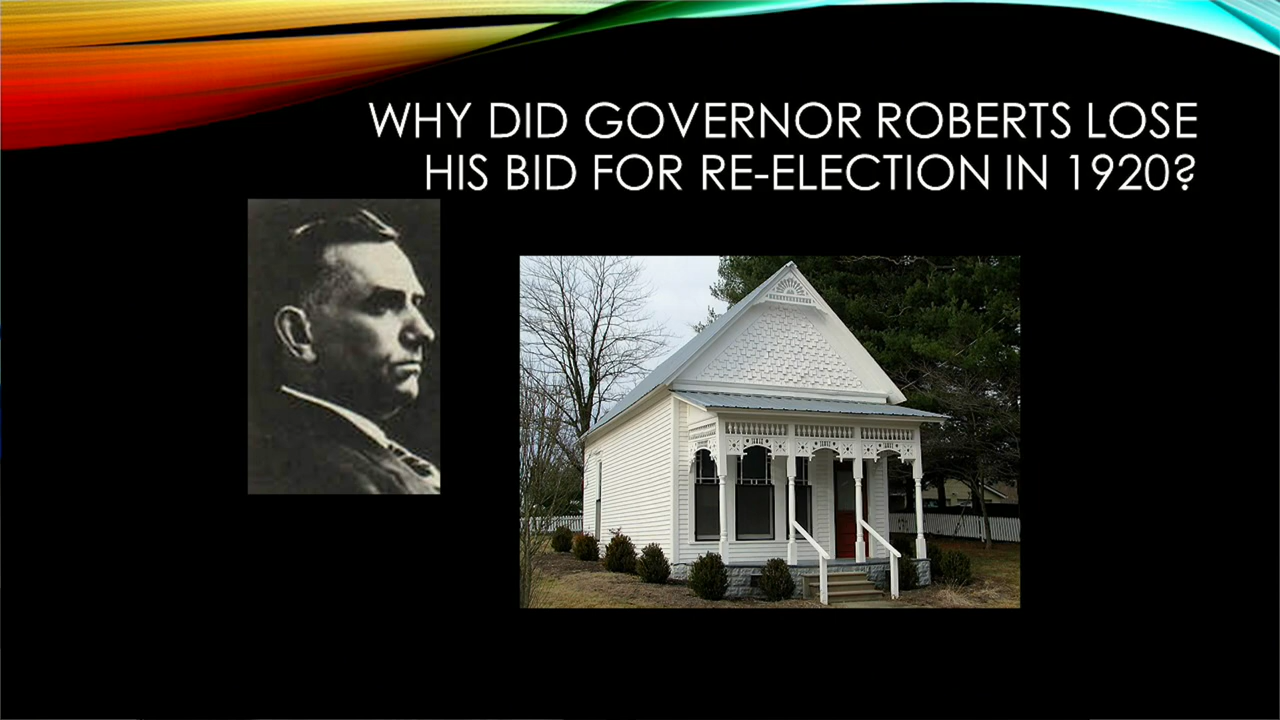 WHY DID GOVERNOR ROBERTS LOSE
HIS BID FOR RE-ELECTION IN 1920?